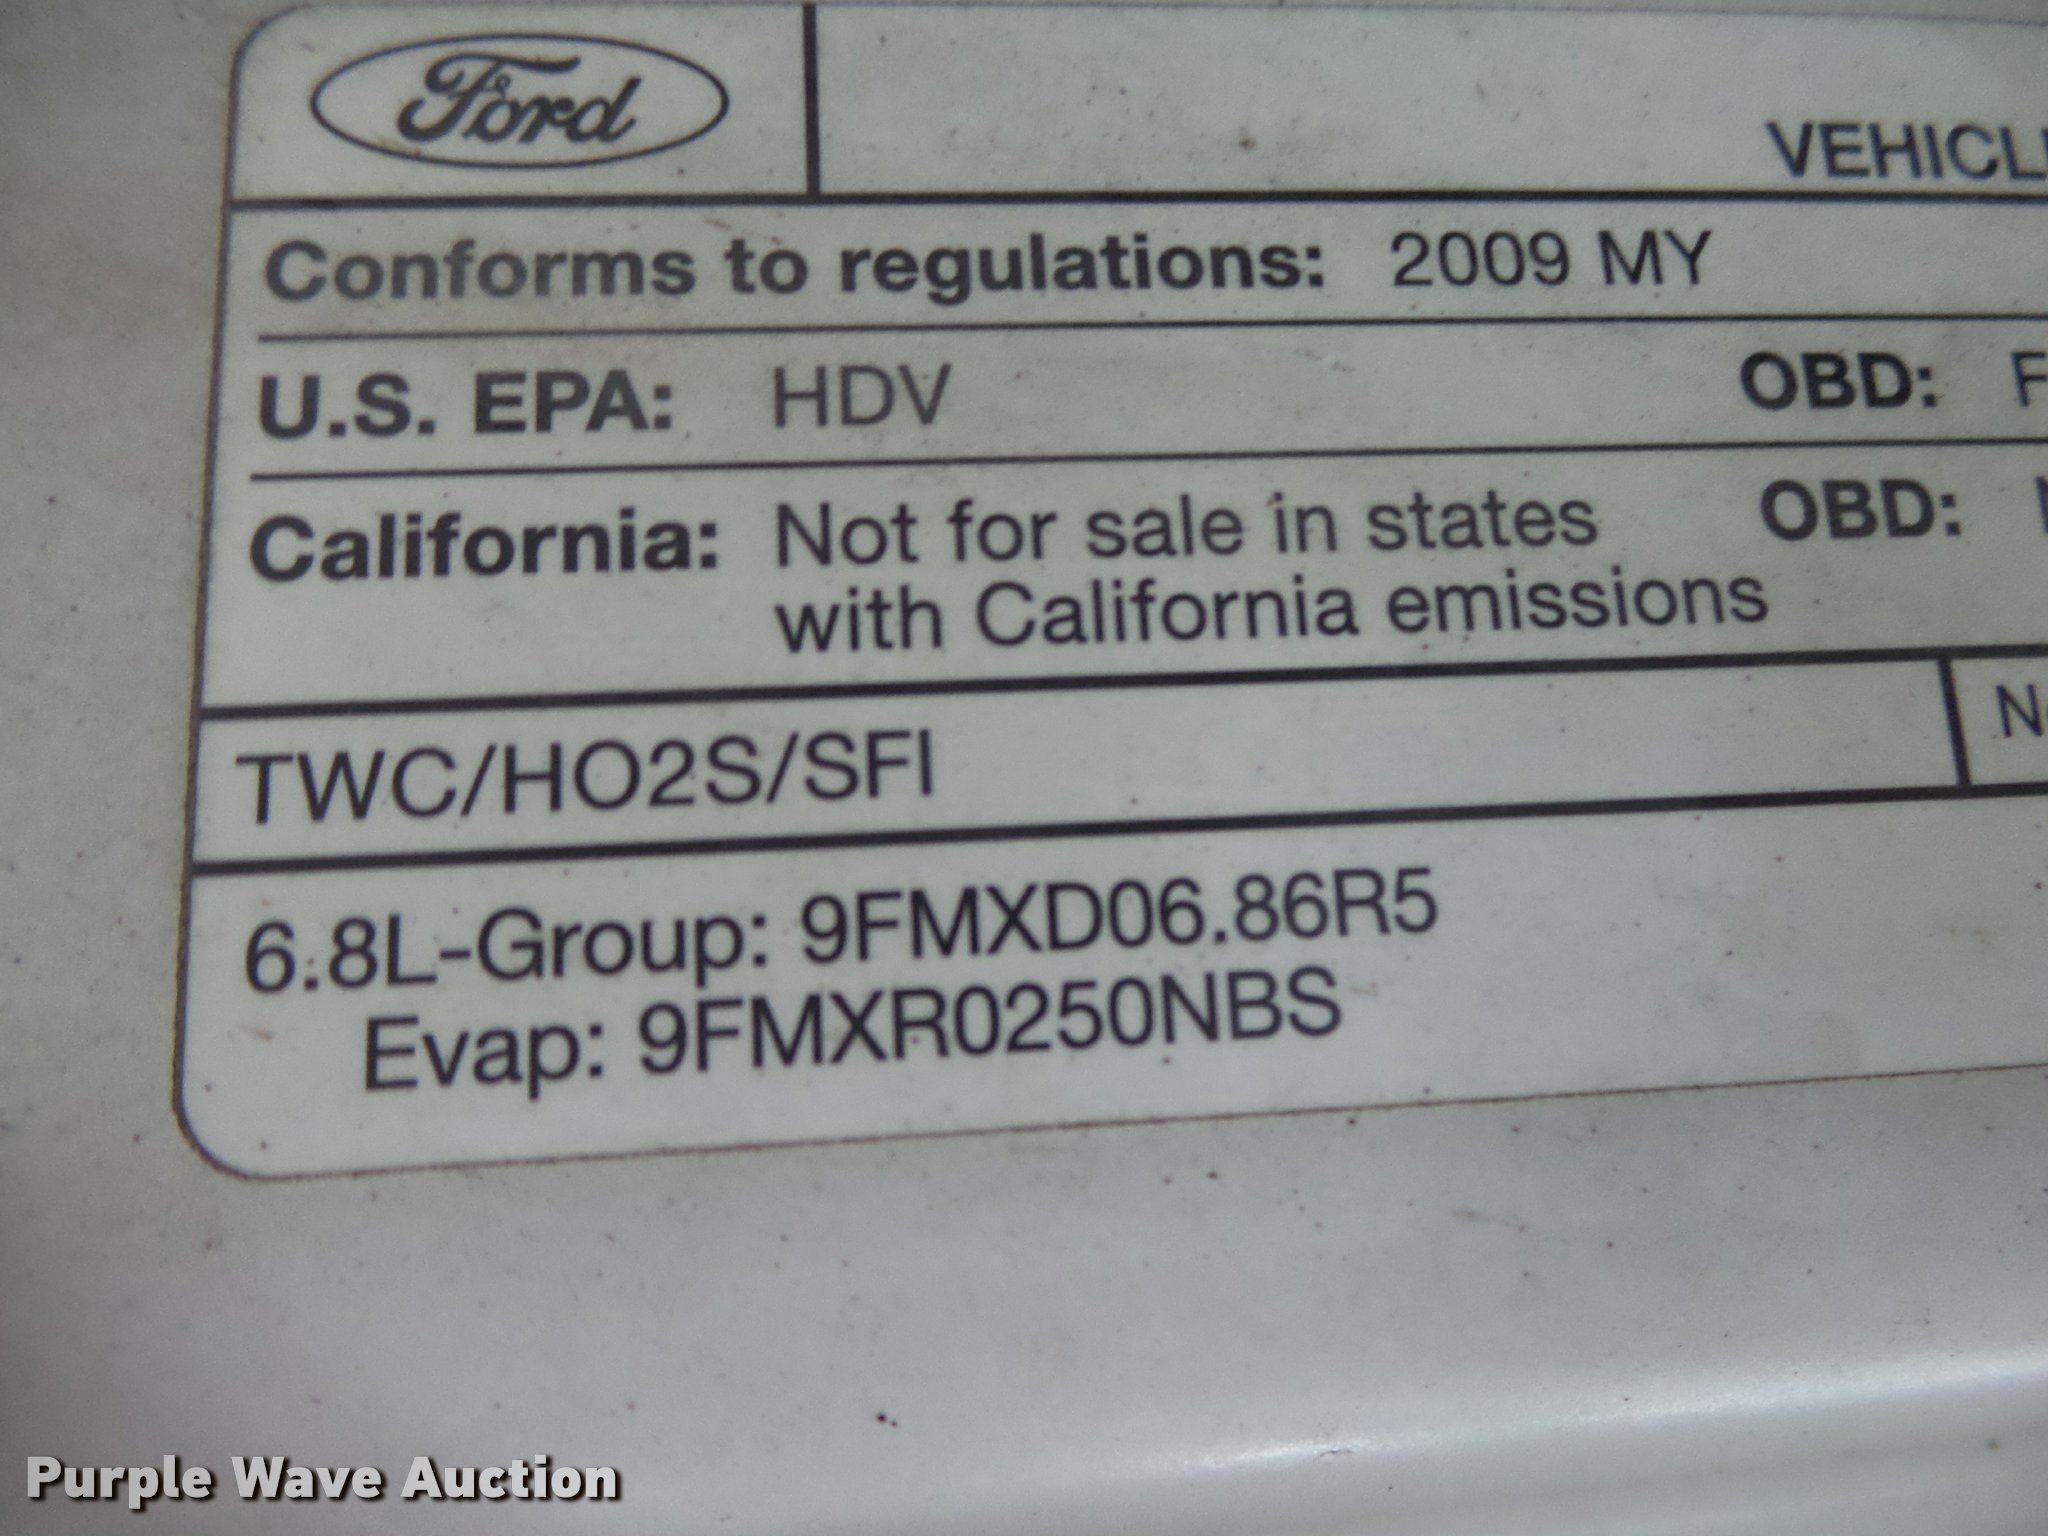 Ford
Conforms to regulations: 2009 MY
U.S. EPA: HDV OBD:
California: Not for sale in states OBD:
with California emissions
TWC/HO2S/SFI
6.8L-Group: 9FMXD06.86R5
Evap: 9FMXR0250NBS
Purple Wave Auction